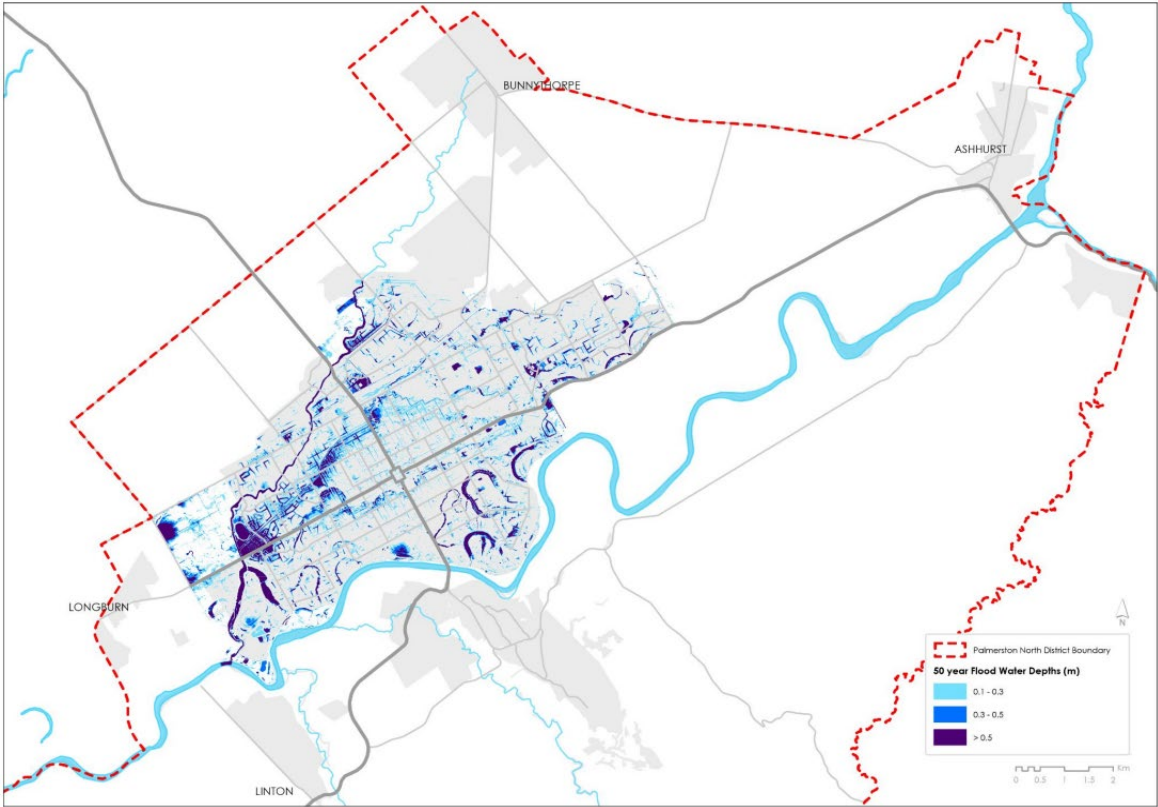 BUNNYTHORPE
ASHHURST
LONGBURN
LINTON
N
Palmerston North District Boundary
50 year Flood Water Depths (m)
0.1 - 0.3
0.3 - 0.5
> 0.5
Km
0 0.5 1 1.5 2